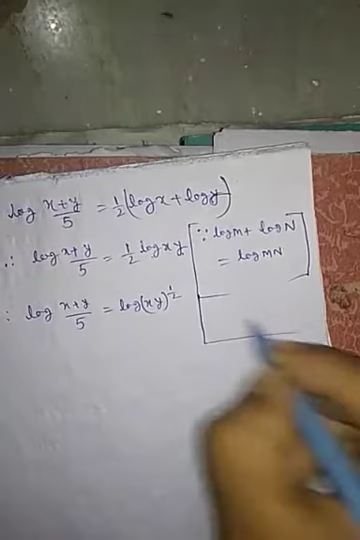 log x+y/5 = 1/2 (log x + log y)
∴ log x+y/5 = 1/2 log xy [∵ log M + log N
= log MN]
: log x+y/5 = log (xy)^1/2